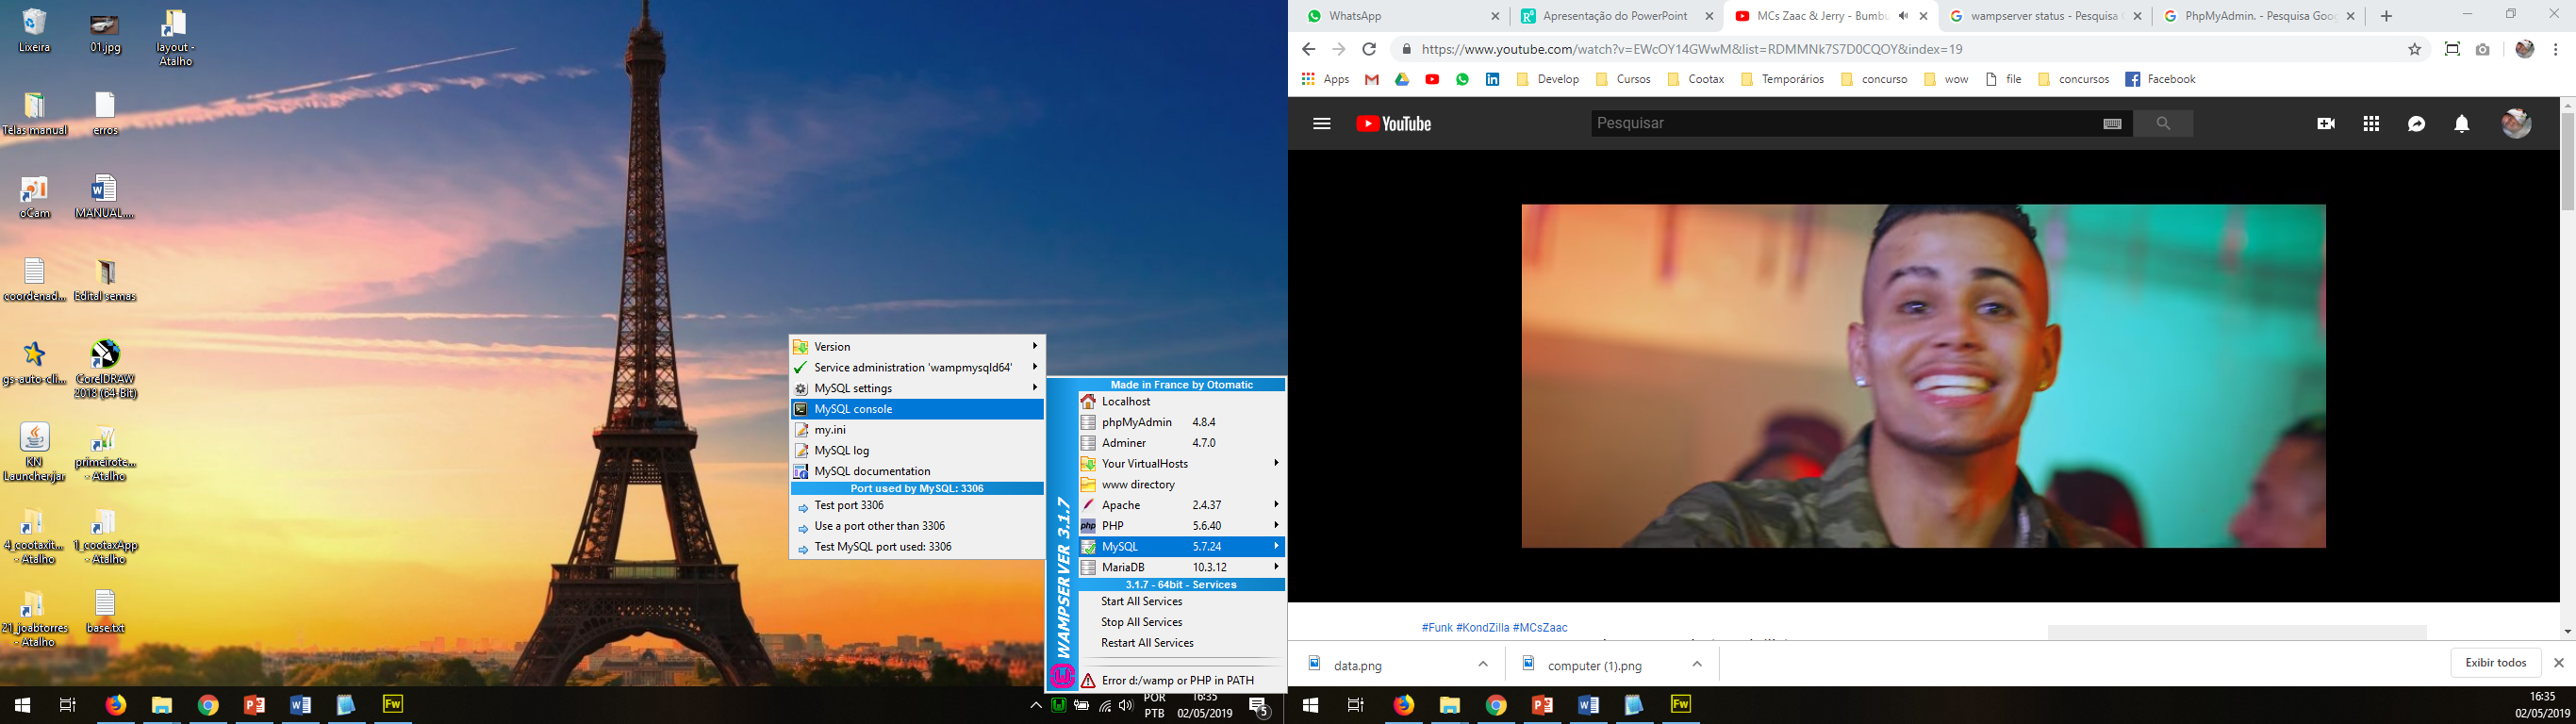 Lixeira
01.jpg
layout -
Atalho
Telas manual
erros
oCam
MANUAL....
coordenad...
Edital semas
gs-auto-cli...
CorelDRAW
2018 (64-Bit)
KN
Launcher.jar
primeirote...
- Atalho
4_cootaxit...
- Atalho
1_cootaxApp
- Atalho
21_joabtorres
- Atalho
base.txt
Version
Service administration 'wampmysqld64'
MySQL settings
MySQL console
my.ini
MySQL log
MySQL documentation
Port used by MySQL: 3306
Test port 3306
Use a port other than 3306
Test MySQL port used: 3306
WAMPSERVER 3.1.7
Made in France by Otomatic
Localhost
phpMyAdmin 4.8.4
Adminer 4.7.0
Your VirtualHosts
www directory
Apache 2.4.37
php PHP 5.6.40
MySQL 5.7.24
MariaDB 10.3.12
3.1.7 - 64bit - Services
Start All Services
Stop All Services
Restart All Services
Error d:/wamp or PHP in PATH
Fw
POR
PTB
16:35
02/05/2019
5
WhatsApp
Apresentação do PowerPoint
MCs Zaac & Jerry - Bumbu
wampserver status - Pesquisa G
PhpMyAdmin. - Pesquisa Goog
https://www.youtube.com/watch?v=EWcOY14GWwM&list=RDMMNk7S7D0CQOY&index=19
Apps
Develop
Cursos
Cootax
Temporários
concurso
wow
file
concursos
Facebook
YouTube
Pesquisar
#Funk #KondZilla #MCsZaac
data.png
computer (1).png
Exibir todos
Fw
16:35
02/05/2019